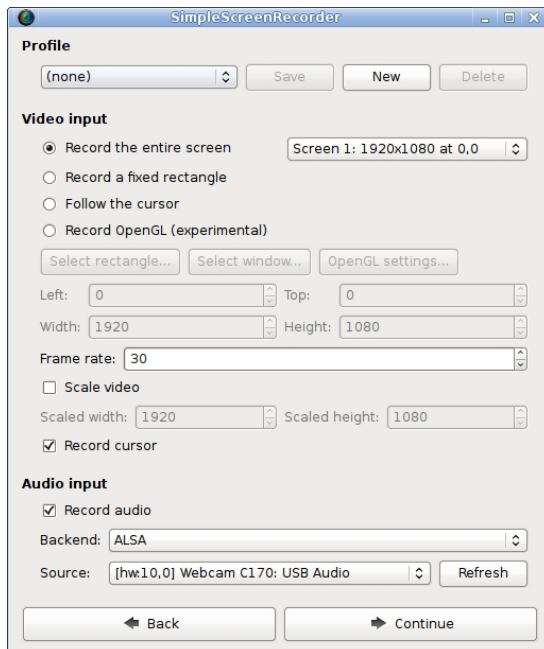 SimpleScreenRecorder
Profile
(none) Save New Delete
Video input
Record the entire screen Screen 1: 1920x1080 at 0,0
Record a fixed rectangle
Follow the cursor
Record OpenGL (experimental)
Select rectangle... Select window... OpenGL settings...
Left: 0 Top: 0
Width: 1920 Height: 1080
Frame rate: 30
Scale video
Scaled width: 1920 Scaled height: 1080
Record cursor
Audio input
Record audio
Backend: ALSA
Source: [hw:10,0] Webcam C170: USB Audio Refresh
Back Continue